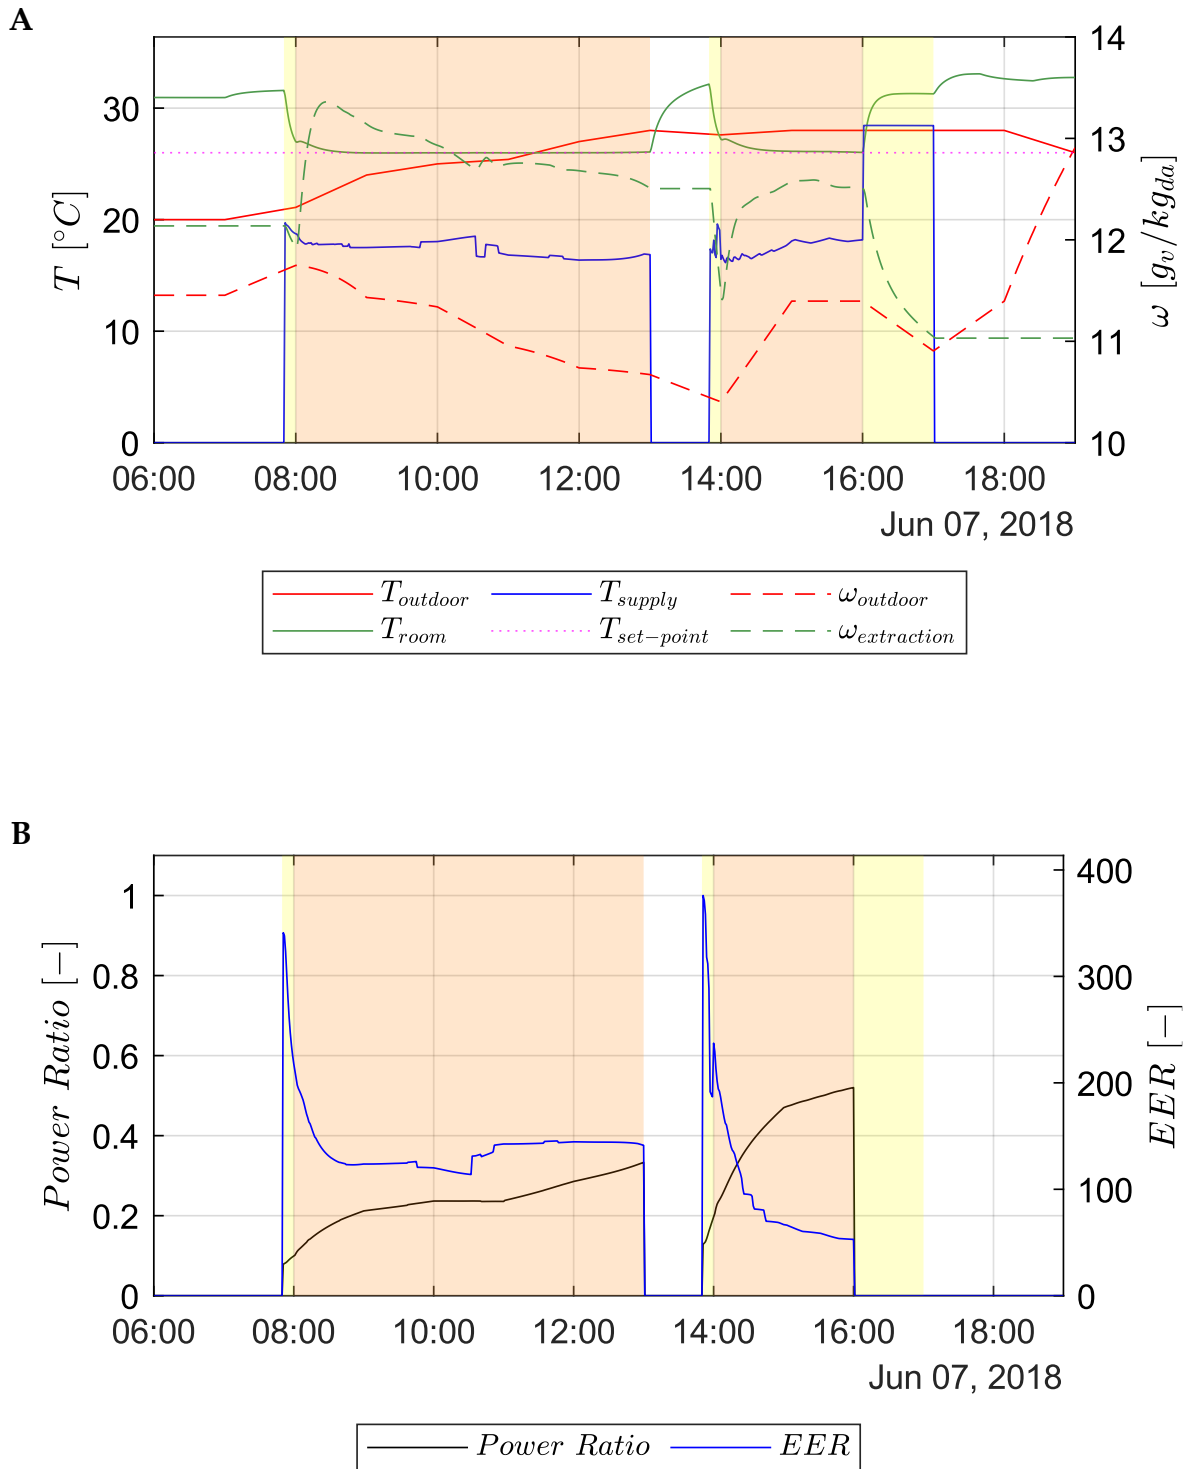 A
30
20
10
0
T [°C]
14
13
12
11
10
ω [g_v/kg_da]
06:00 08:00 10:00 12:00 14:00 16:00 18:00
Jun 07, 2018
T_outdoor T_supply ω_outdoor
T_room T_set−point ω_extraction
B
1
0.8
0.6
0.4
0.2
0
Power Ratio [−]
400
300
200
100
0
EER [−]
06:00 08:00 10:00 12:00 14:00 16:00 18:00
Jun 07, 2018
Power Ratio EER